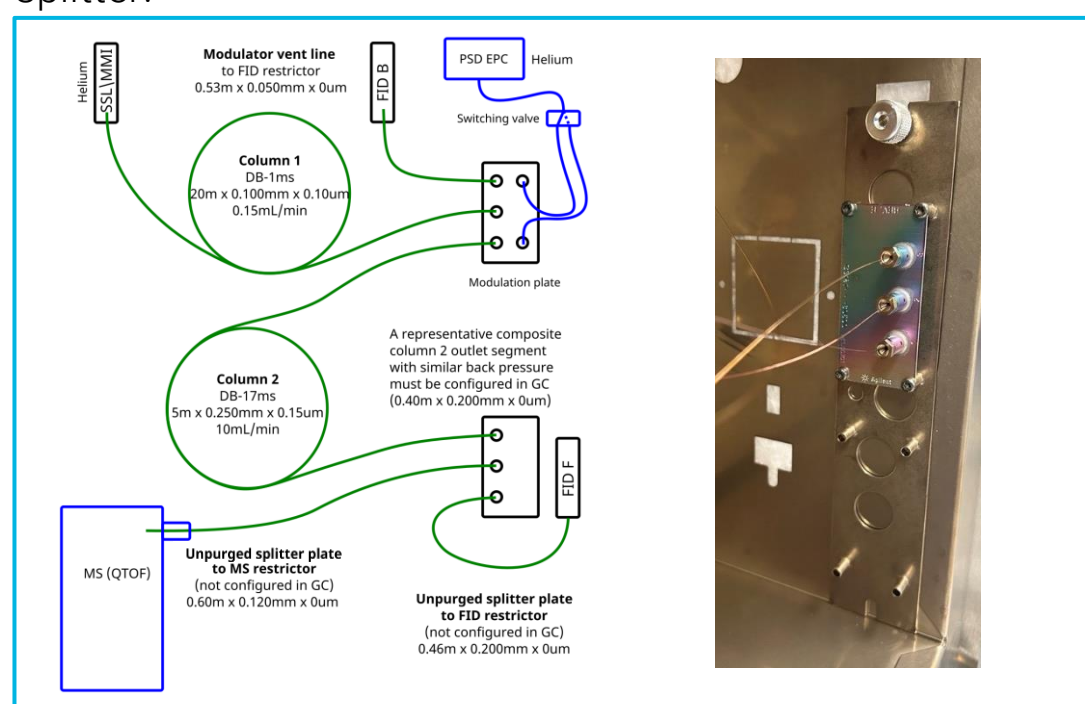 splitter.
Helium
SSL\MMI
Modulator vent line
to FID restrictor
0.53m x 0.050mm x 0um
FID B
PSD EPC
Helium
Switching valve
Column 1
DB-1ms
20m x 0.100mm x 0.10um
0.15mL/min
Modulation plate
Column 2
DB-17ms
5m x 0.250mm x 0.15um
10mL/min
A representative composite
column 2 outlet segment
with similar back pressure
must be configured in GC
(0.40m x 0.200mm x 0um)
FID F
MS (QTOF)
Unpurged splitter plate
to MS restrictor
(not configured in GC)
0.60m x 0.120mm x 0um
Unpurged splitter plate
to FID restrictor
(not configured in GC)
0.46m x 0.200mm x 0um
Agilent